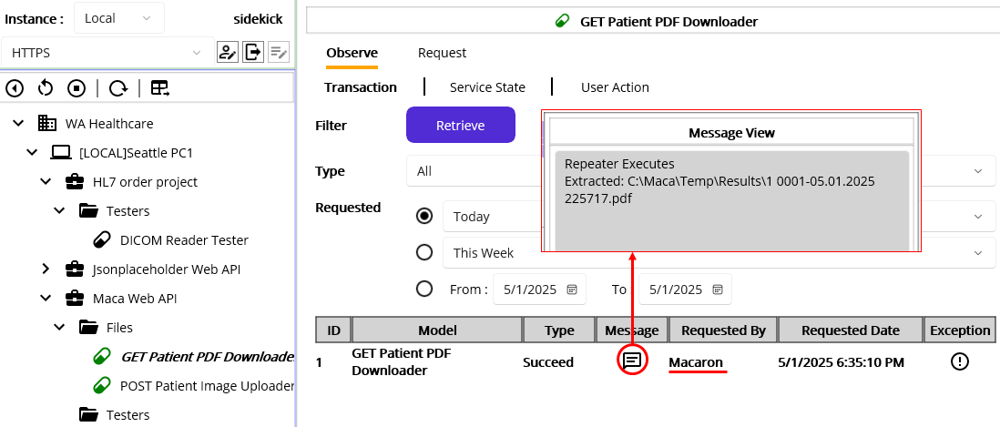 Instance :
Local
sidekick
HTTPS
WA Healthcare
[LOCAL]Seattle PC1
HL7 order project
Testers
DICOM Reader Tester
Jsonplaceholder Web API
Maca Web API
Files
GET Patient PDF Downloade
POST Patient Image Uploader
Testers
GET Patient PDF Downloader
Observe
Request
Transaction
Service State
User Action
Filter
Retrieve
Type
All
Requested
Today
This Week
From :
5/1/2025
To :
5/1/2025
Message View
Repeater Executes
Extracted: C:\Maca\Temp\Results\1 0001-05.01.2025
225717.pdf
ID Model Type Message Requested By Requested Date Exception
1 GET Patient PDF
Downloader
Succeed
Macaron
5/1/2025 6:35:10 PM